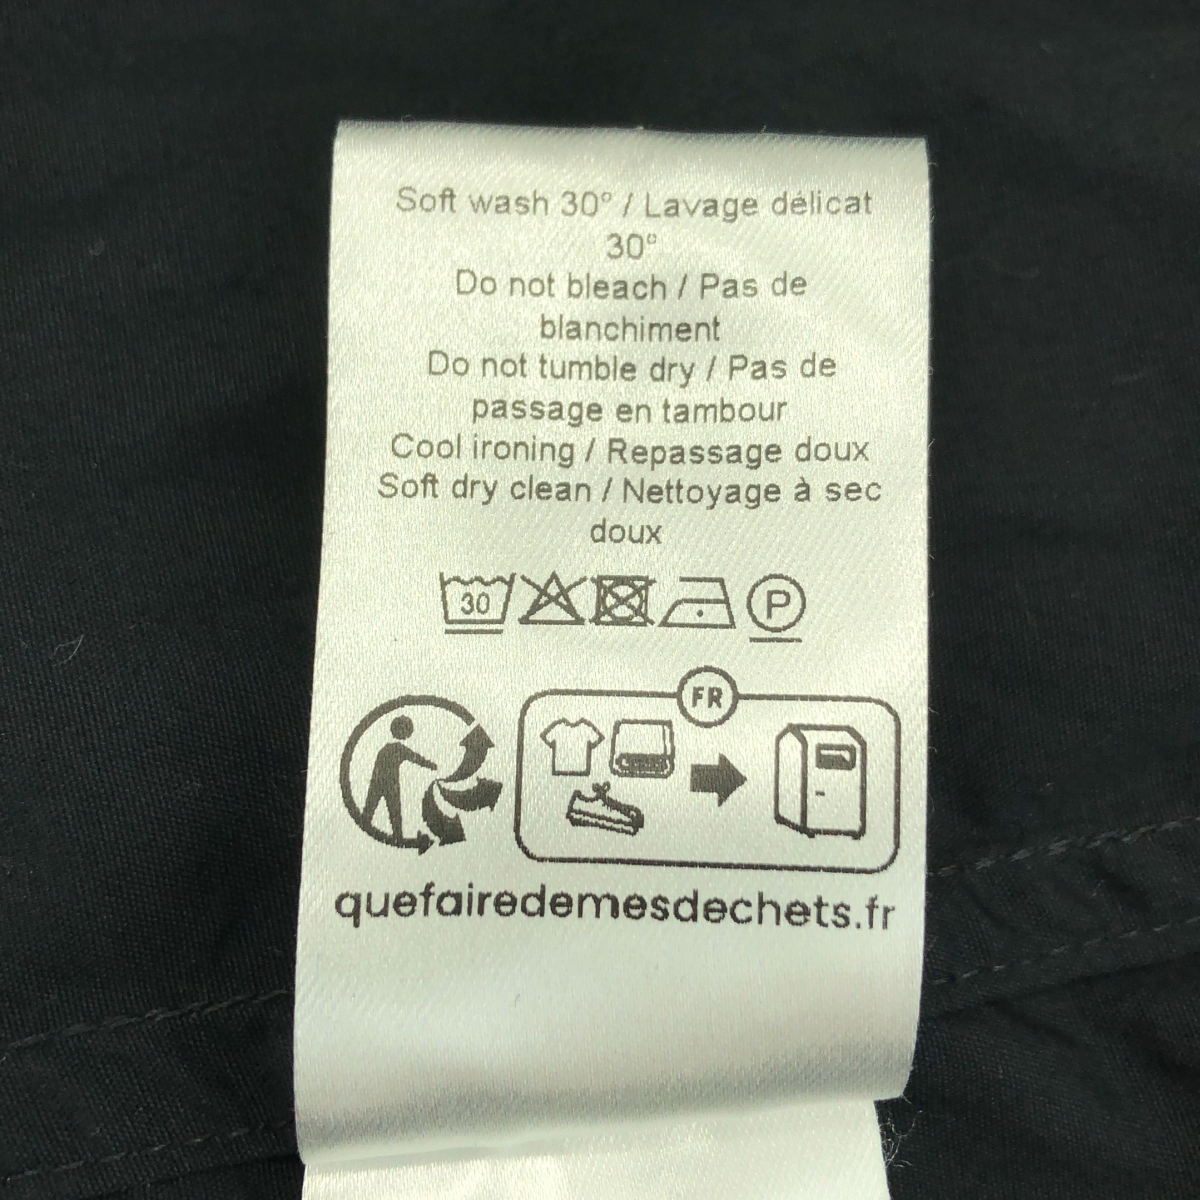 Soft wash 30° / Lavage délicat
30°
Do not bleach / Pas de
blanchiment
Do not tumble dry / Pas de
passage en tambour
Cool ironing / Repassage doux
Soft dry clean / Nettoyage à sec
doux
30 P
FR
quefairedemesdechets.fr